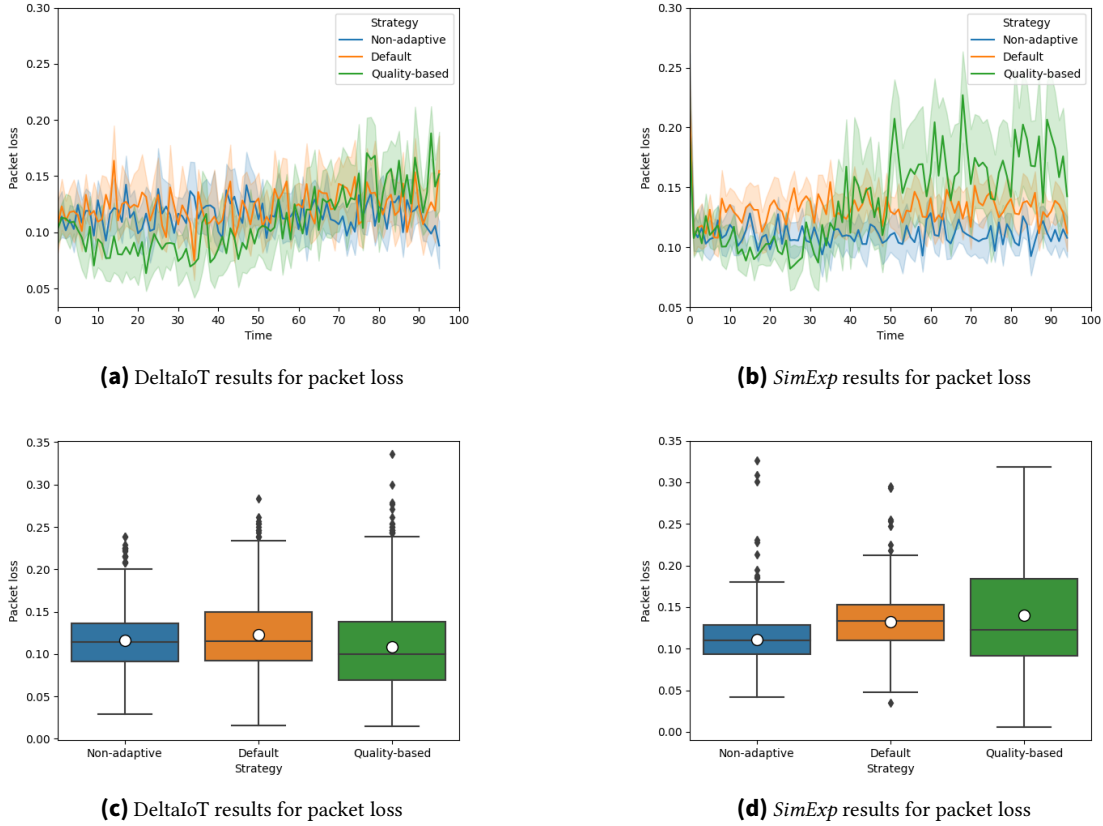 0.30
0.25
0.20
0.15
0.10
0.05
Packet loss
Strategy
Non-adaptive
Default
Quality-based
0 10 20 30 40 50 60 70 80 90 100
Time
(a) DeltaIoT results for packet loss
0.30
0.25
0.20
0.15
0.10
0.05
Packet loss
Strategy
Non-adaptive
Default
Quality-based
0 10 20 30 40 50 60 70 80 90 100
Time
(b) SimExp results for packet loss
0.35
0.30
0.25
0.20
0.15
0.10
0.05
0.00
Packet loss
Non-adaptive Default Quality-based
Strategy
(c) DeltaIoT results for packet loss
0.35
0.30
0.25
0.20
0.15
0.10
0.05
0.00
Packet loss
Non-adaptive Default Quality-based
Strategy
(d) SimExp results for packet loss